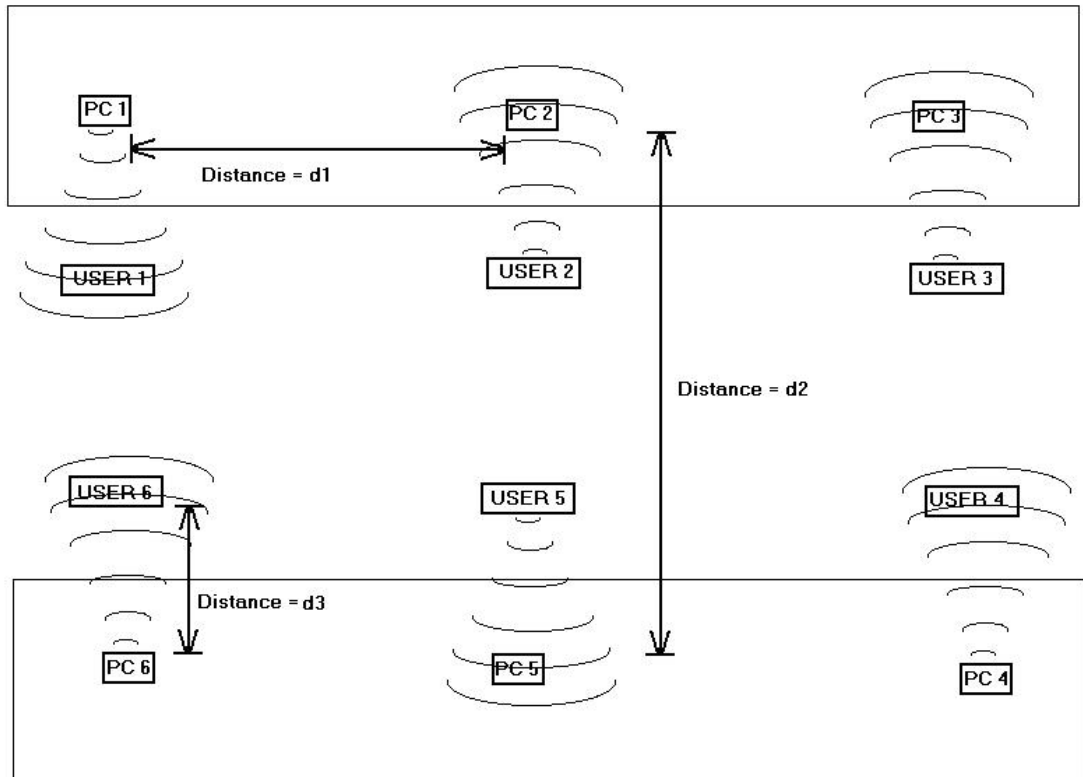 PC 1
PC 2
PC 3
Distance = d1
USER 1
USER 2
USER 3
Distance = d2
USER 6
USER 5
USER 4
Distance = d3
PC 6
PC 5
PC 4